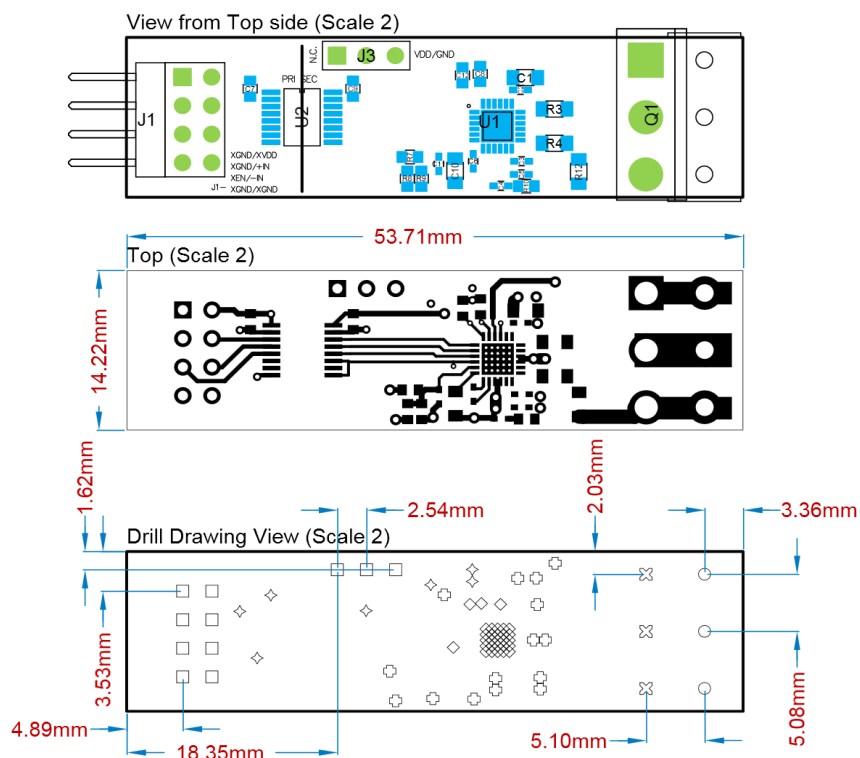 View from Top side (Scale 2)
N.C.
J3
VDD/GND
PRI SEC
C7
U2
C9
C12
C8
C1
U1
R3
R4
Q1
J1
R7
R8
R9
C10
R12
XGND/XVDD
XGND/+IN
XEN/-IN
J1-
XGND/XGND
53.71mm
Top (Scale 2)
14.22mm
1.62mm
2.54mm
2.03mm
3.36mm
Drill Drawing View (Scale 2)
3.53mm
4.89mm
18.35mm
5.10mm
5.08mm